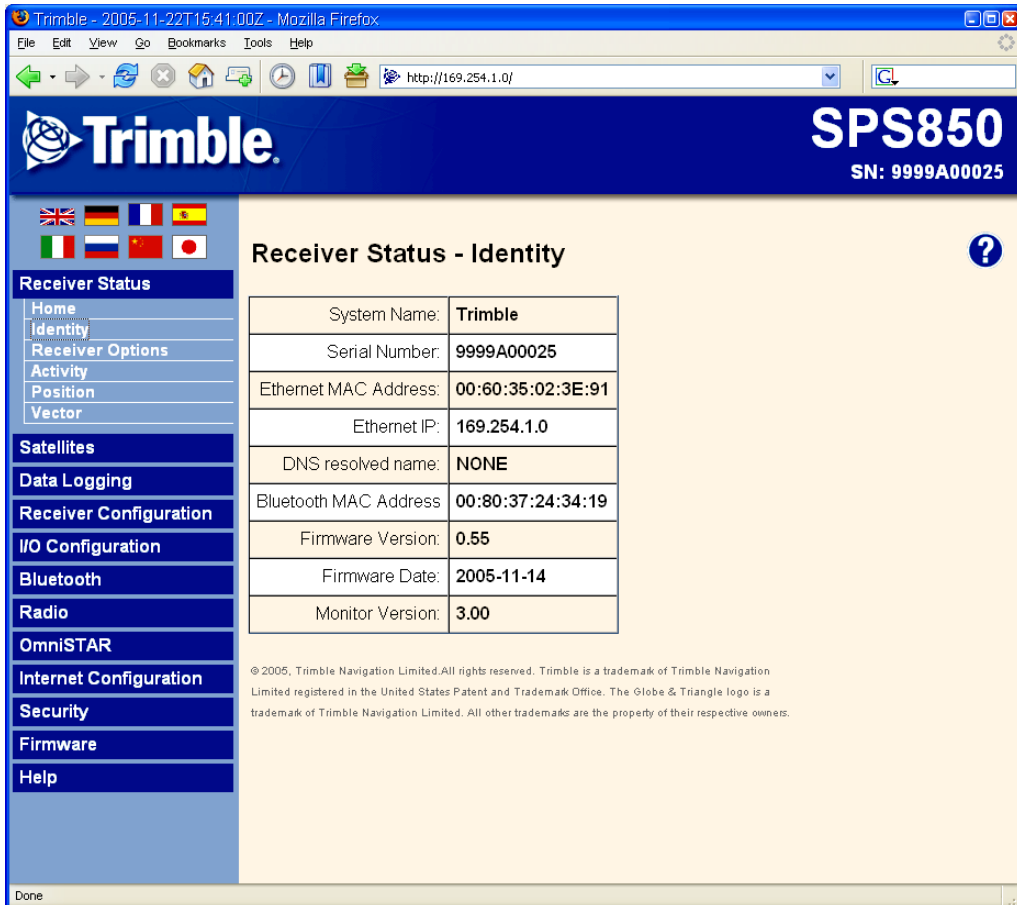 Trimble - 2005-11-22T15:41:00Z - Mozilla Firefox
File Edit View Go Bookmarks Tools Help
http://169.254.1.0/
G
Trimble.
SPS850
SN: 9999A00025
Receiver Status
Home
Identity
Receiver Options
Activity
Position
Vector
Satellites
Data Logging
Receiver Configuration
I/O Configuration
Bluetooth
Radio
OmniSTAR
Internet Configuration
Security
Firmware
Help
Receiver Status - Identity
?
System Name: Trimble
Serial Number: 9999A00025
Ethernet MAC Address: 00:60:35:02:3E:91
Ethernet IP: 169.254.1.0
DNS resolved name: NONE
Bluetooth MAC Address 00:80:37:24:34:19
Firmware Version: 0.55
Firmware Date: 2005-11-14
Monitor Version: 3.00
© 2005, Trimble Navigation Limited.All rights reserved. Trimble is a trademark of Trimble Navigation
Limited registered in the United States Patent and Trademark Office. The Globe & Triangle logo is a
trademark of Trimble Navigation Limited. All other trademarks are the property of their respective owners.
Done